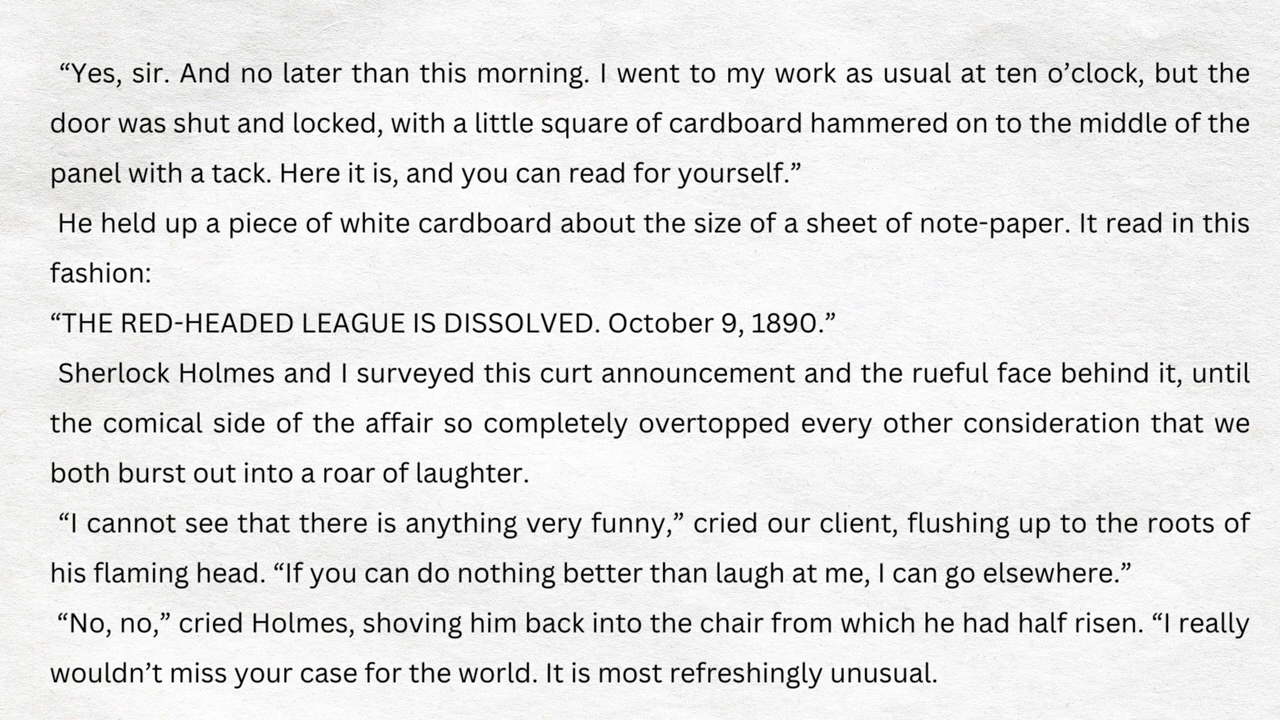 “Yes, sir. And no later than this morning. I went to my work as usual at ten o’clock, but the
door was shut and locked, with a little square of cardboard hammered on to the middle of the
panel with a tack. Here it is, and you can read for yourself.”
He held up a piece of white cardboard about the size of a sheet of note-paper. It read in this
fashion:
“THE RED-HEADED LEAGUE IS DISSOLVED. October 9, 1890.”
Sherlock Holmes and I surveyed this curt announcement and the rueful face behind it, until
the comical side of the affair so completely overtopped every other consideration that we
both burst out into a roar of laughter.
“I cannot see that there is anything very funny,” cried our client, flushing up to the roots of
his flaming head. “If you can do nothing better than laugh at me, I can go elsewhere.”
“No, no,” cried Holmes, shoving him back into the chair from which he had half risen. “I really
wouldn’t miss your case for the world. It is most refreshingly unusual.